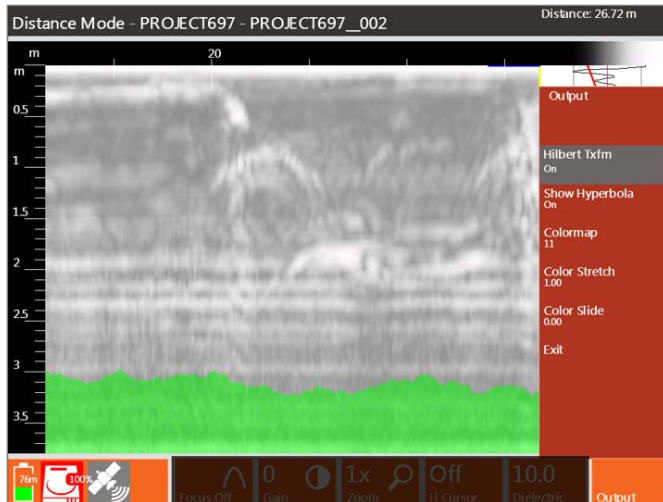 Distance Mode - PROJECT697 - PROJECT697__002
Distance: 26.72 m
m
20
m
0.5
1
1.5
2
2.5
3
3.5
Output
Hilbert Txfm
On
Show Hyperbola
On
Colormap
11
Color Stretch
1.00
Color Slide
0.00
Exit
76m
100%
Focus Off
0
Gain
1x
Zoom
Off
H Cursor
10.0
Dielectric
Output